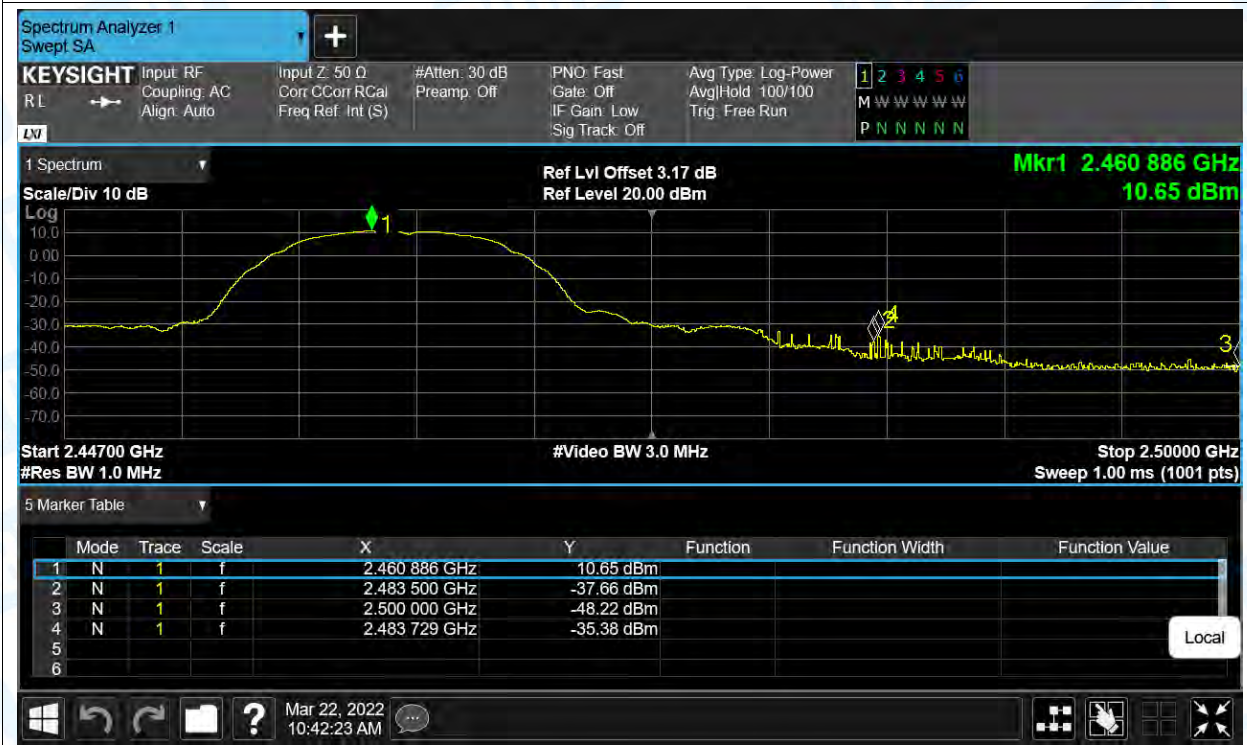 Spectrum Analyzer 1
Swept SA
+
KEYSIGHT Input: RF Input Z: 50 Ω #Atten: 30 dB PNO: Fast Avg Type: Log-Power 1 2 3 4 5 6
R L Coupling: AC Corr CCorr RCal Preamp: Off Gate: Off Avg|Hold: 100/100 M W W W W W W
Align: Auto Freq Ref: Int (S) IF Gain: Low Trig: Free Run
LXI Sig Track: Off P N N N N N N
1 Spectrum Ref Lvl Offset 3.17 dB Mkr1 2.460 886 GHz
Scale/Div 10 dB Ref Level 20.00 dBm 10.65 dBm
Log
1
10.0
0.00
-10.0
-20.0
4
2
-30.0
3
-40.0
-50.0
-60.0
-70.0
Start 2.44700 GHz #Video BW 3.0 MHz Stop 2.50000 GHz
#Res BW 1.0 MHz Sweep 1.00 ms (1001 pts)
5 Marker Table
Mode Trace Scale X Y Function Function Width Function Value
1 N 1 f 2.460 886 GHz 10.65 dBm
2 N 1 f 2.483 500 GHz -37.66 dBm
3 N 1 f 2.500 000 GHz -48.22 dBm
4 N 1 f 2.483 729 GHz -35.38 dBm
5
6
Local
? Mar 22, 2022
10:42:23 AM